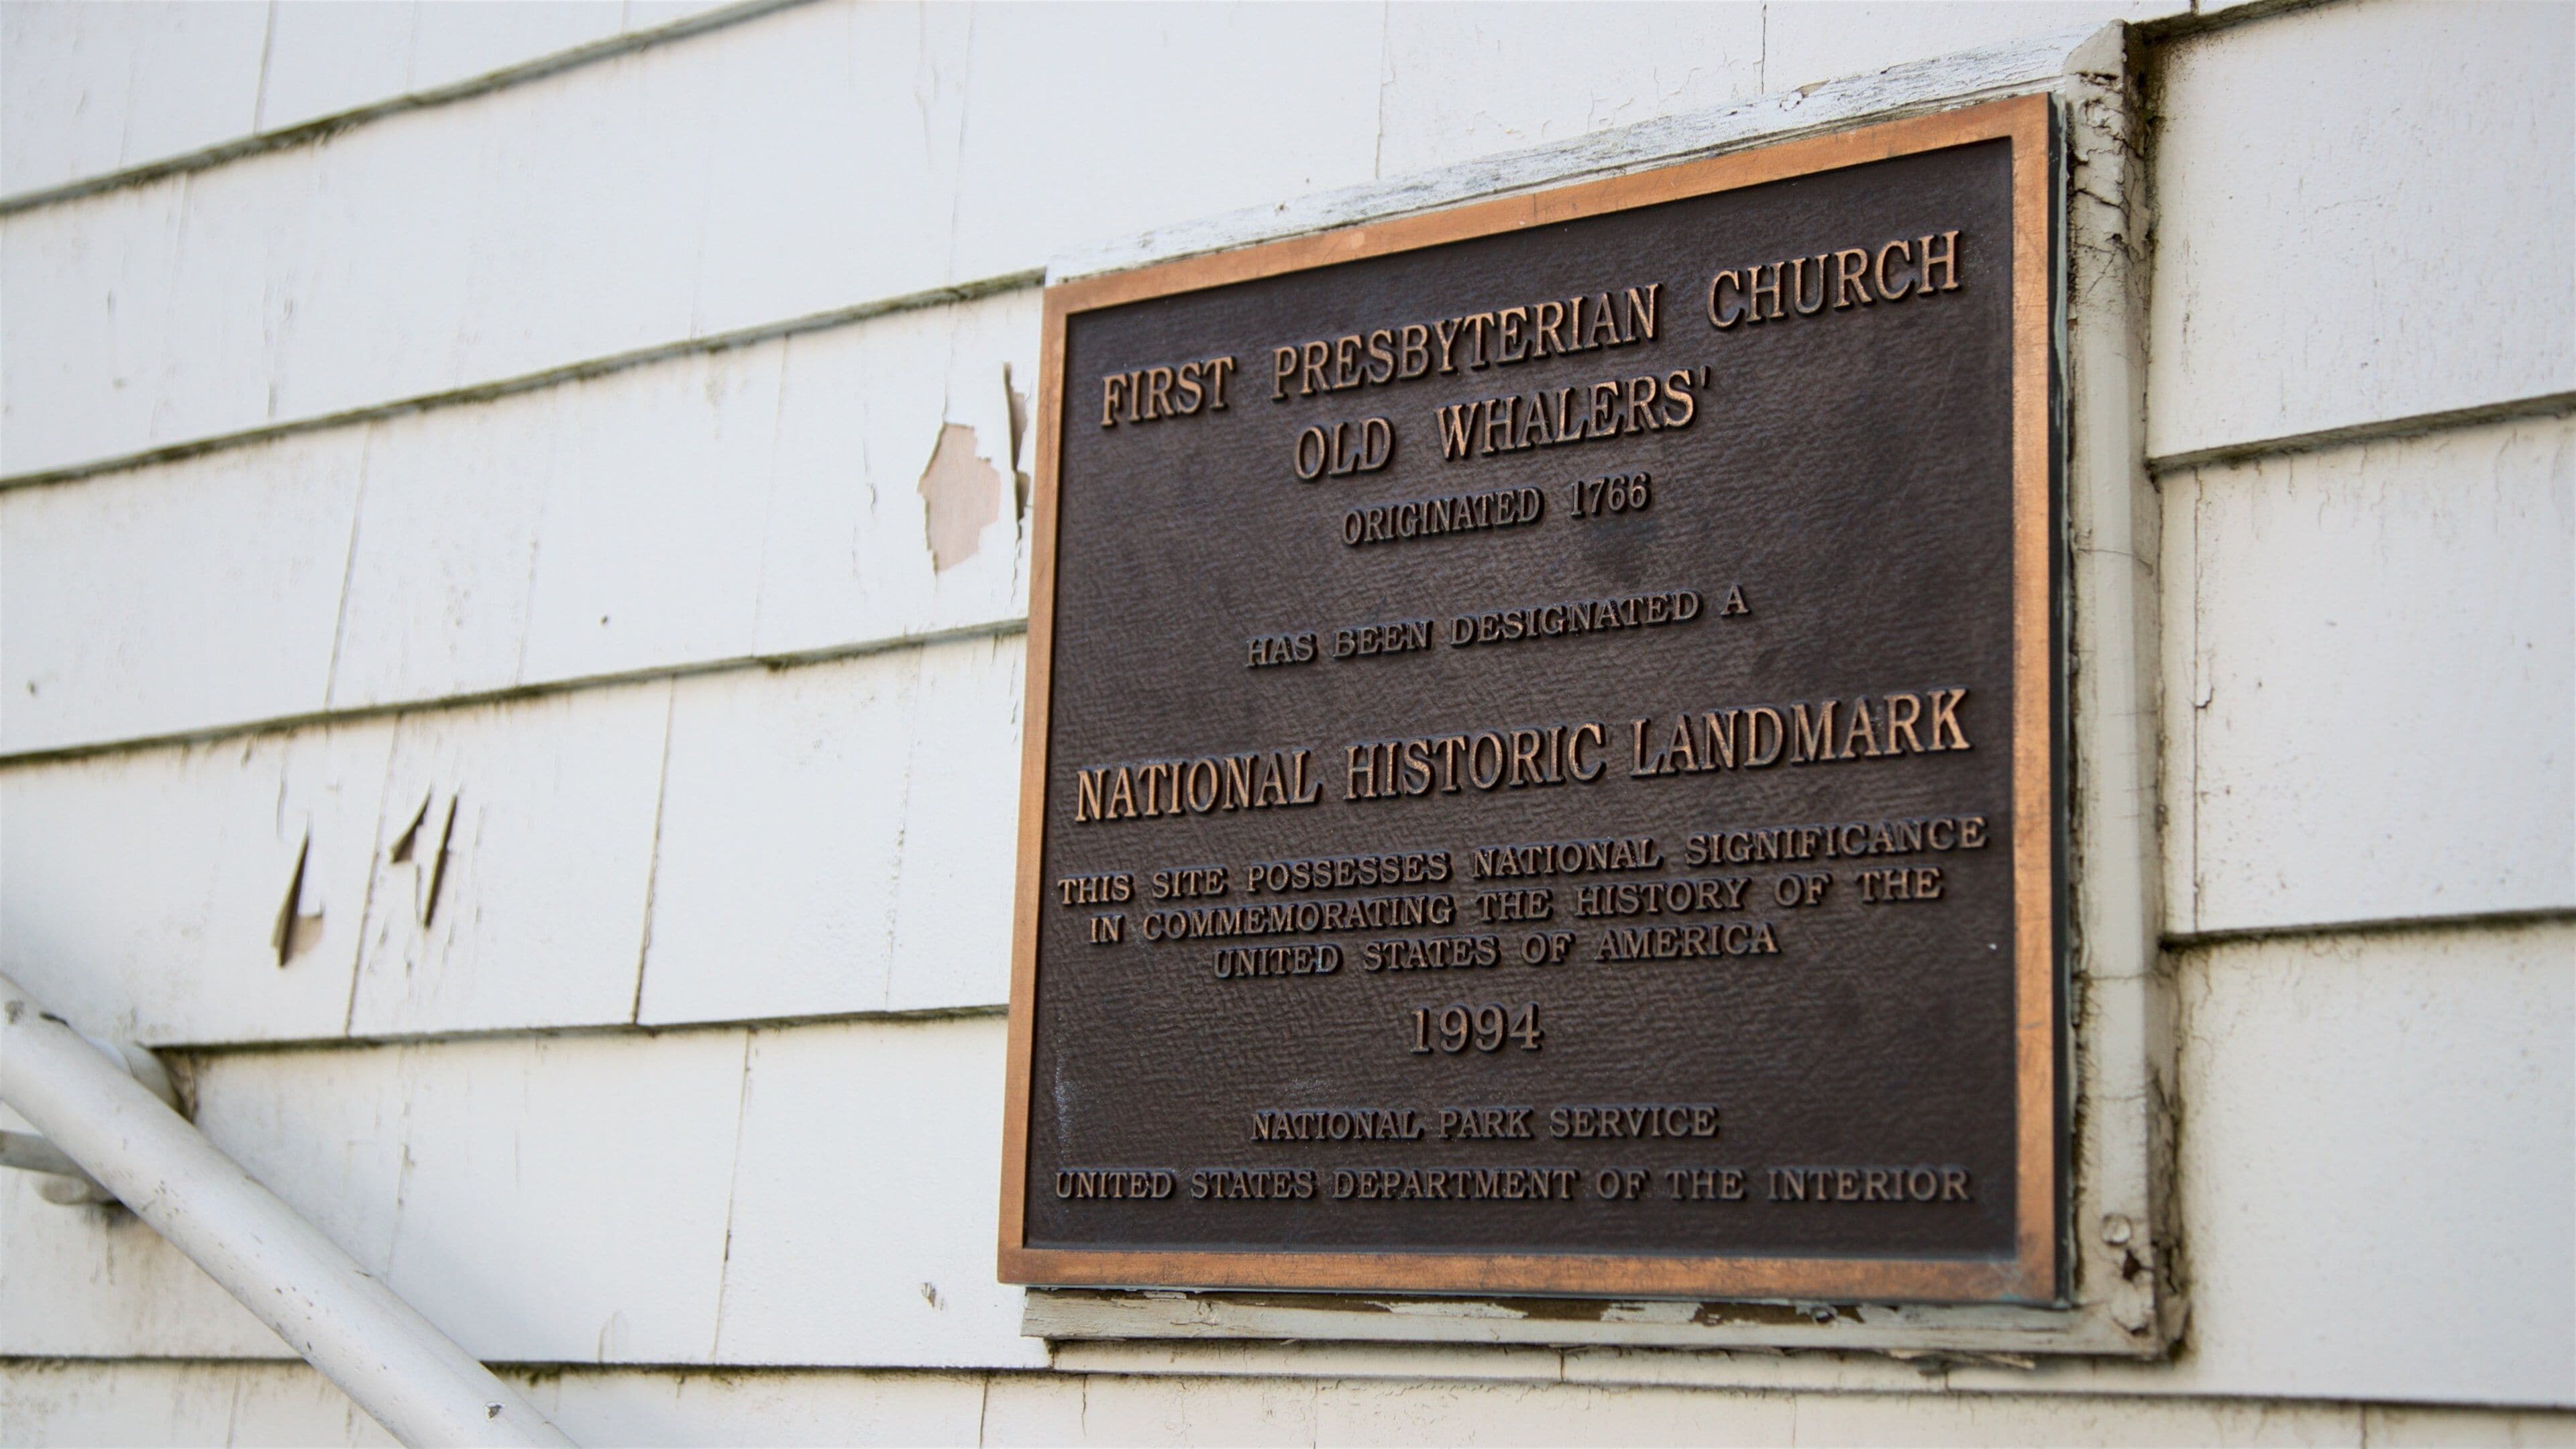 FIRST PRESBYTERIAN CHURCH
OLD WHALERS'
ORIGINATED 1766
HAS BEEN DESIGNATED A
NATIONAL HISTORIC LANDMARK
THIS SITE POSSESSES NATIONAL SIGNIFICANCE
IN COMMEMORATING THE HISTORY OF THE
UNITED STATES OF AMERICA
1994
NATIONAL PARK SERVICE
UNITED STATES DEPARTMENT OF THE INTERIOR